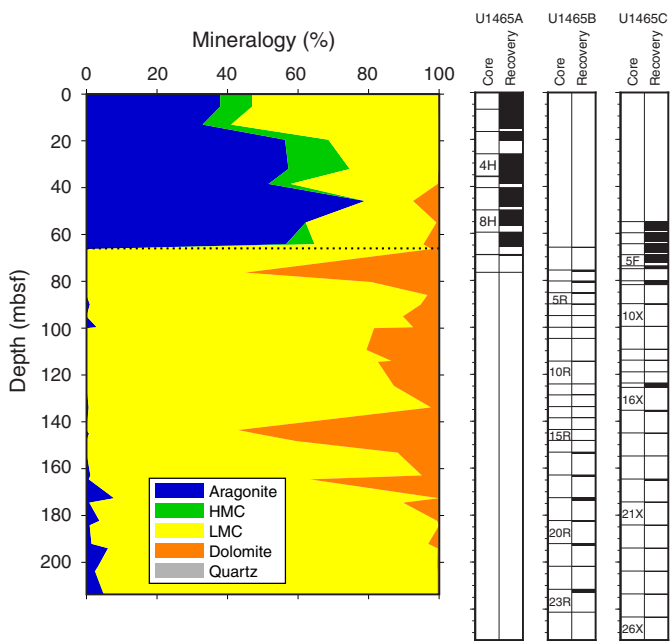 U1465A U1465B U1465C
Mineralogy (%)
Core Recovery Core Recovery Core Recovery
0 20 40 60 80 100
0
20
40
60
80
100
120
140
160
180
200
Depth (mbsf)
Aragonite
HMC
LMC
Dolomite
Quartz
4H
8H
5R
10R
15R
20R
23R
5F
10X
16X
21X
26X